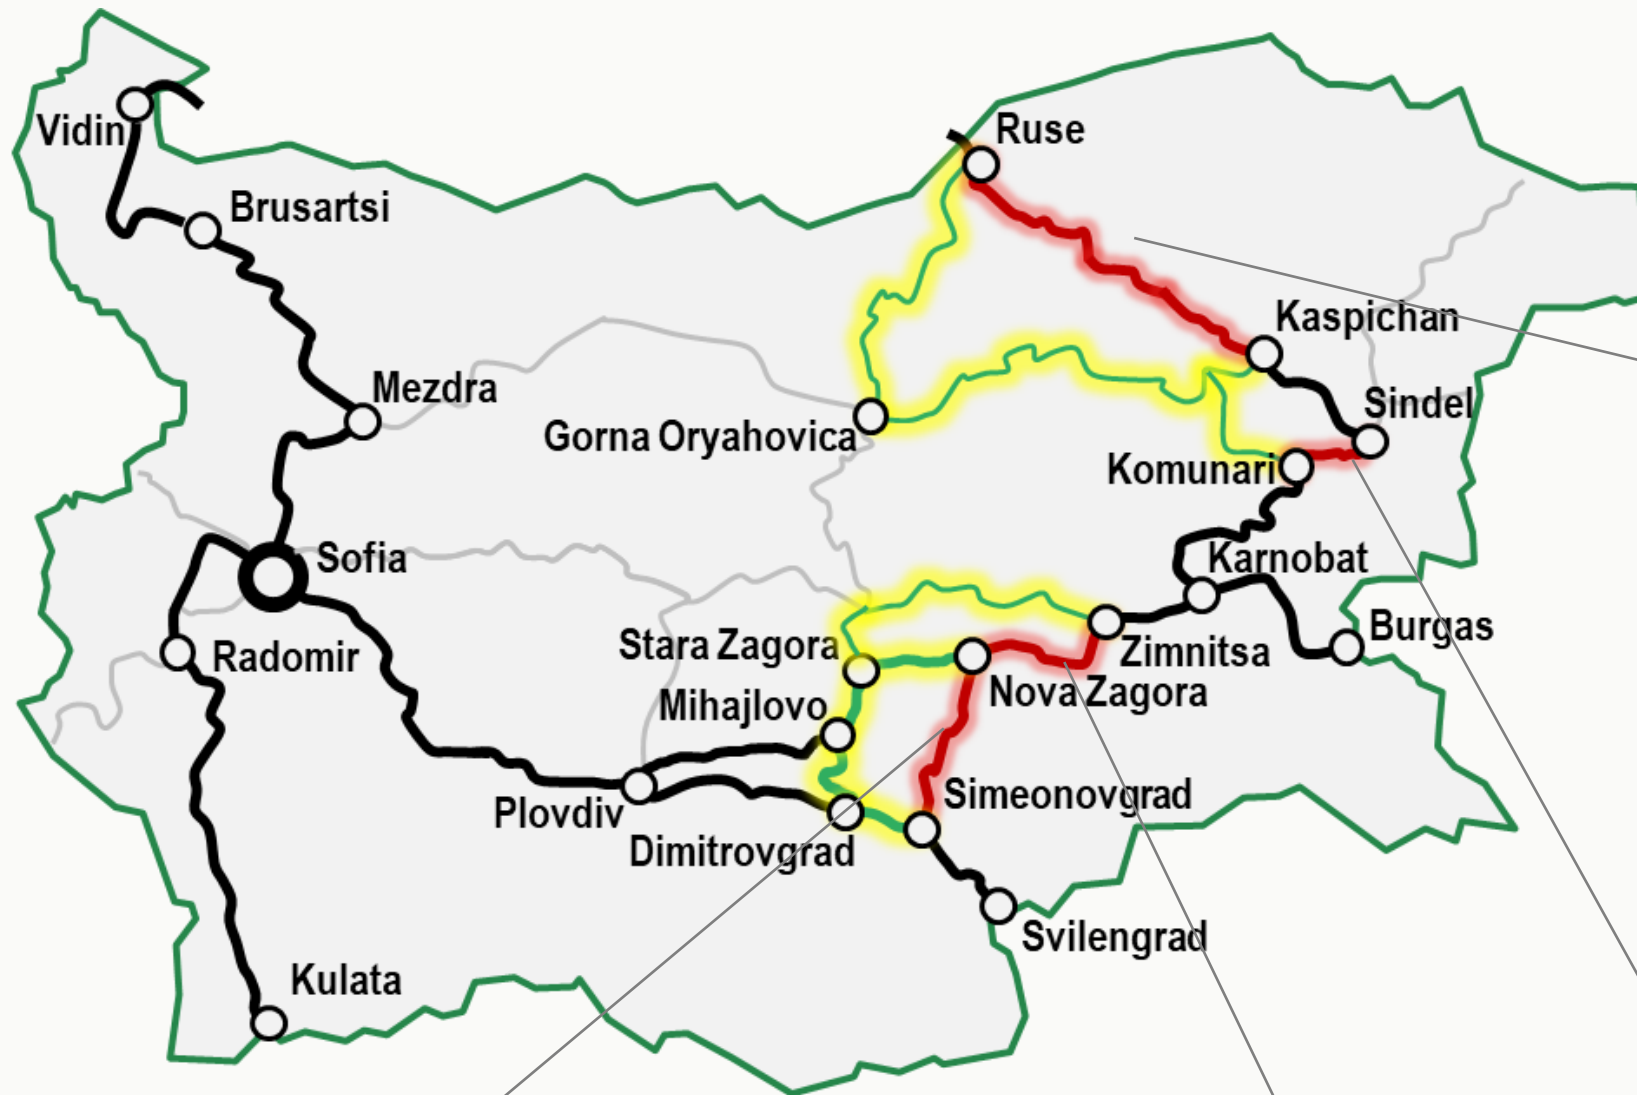 Ruse
Vidin
Brusartsi
Kaspichan
Mezdra
Sindel
Gorna Oryahovica
Komunari
Sofia
Karnobat
Burgas
Stara Zagora
Zimnitsa
Radomir
Nova Zagora
Mihajlovo
Simeonovgrad
Plovdiv
Dimitrovgrad
Svilengrad
Kulata